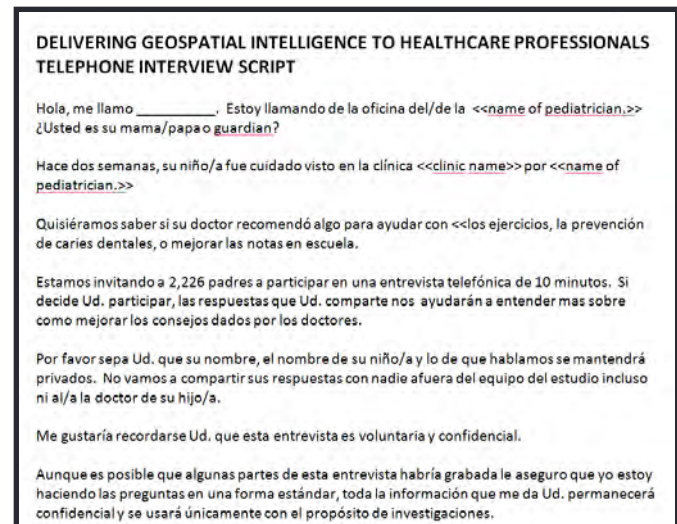 DELIVERING GEOSPATIAL INTELLIGENCE TO HEALTHCARE PROFESSIONALS
TELEPHONE INTERVIEW SCRIPT
Hola, me llamo __________. Estoy llamando de la oficina del/de la <<name of pediatrician.>>
¿Usted es su mama/papa o guardian?
Hace dos semanas, su niño/a fue cuidado visto en la clínica <<clinic name>> por <<name of
pediatrician.>>
Quisiéramos saber si su doctor recomendó algo para ayudar con <<los ejercicios, la prevención
de caries dentales, o mejorar las notas en escuela.
Estamos invitando a 2,226 padres a participar en una entrevista telefónica de 10 minutos. Si
decide Ud. participar, las respuestas que Ud. comparte nos ayudarán a entender mas sobre
como mejorar los consejos dados por los doctores.
Por favor sepa Ud. que su nombre, el nombre de su niño/a y lo de que hablamos se mantendrá
privados. No vamos a compartir sus respuestas con nadie afuera del equipo del estudio incluso
ni al/a la doctor de su hijo/a.
Me gustaría recordarse Ud. que esta entrevista es voluntaria y confidencial.
Aunque es posible que algunas partes de esta entrevista habría grabada le aseguro que yo estoy
haciendo las preguntas en una forma estándar, toda la información que me da Ud. permanecerá
confidencial y se usará únicamente con el propósito de investigaciones.